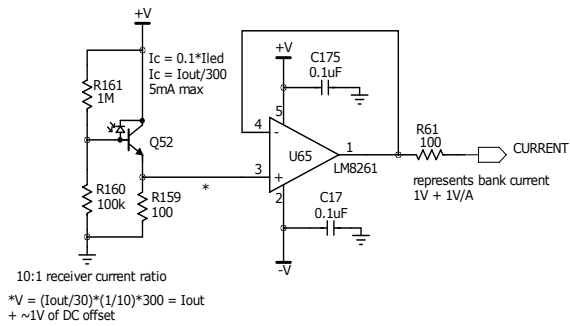 +V
Ic = 0.1*Iled
Ic = Iout/300
5mA max
R161
1M
Q52
R160
100k
R159
100
*
+V
C175
0.1uF
5
4
-
U65
1
3
+
LM8261
2
C17
0.1uF
-V
R61
100
CURRENT
represents bank current
1V + 1V/A
10:1 receiver current ratio
*V = (Iout/30)*(1/10)*300 = Iout
+ ~1V of DC offset